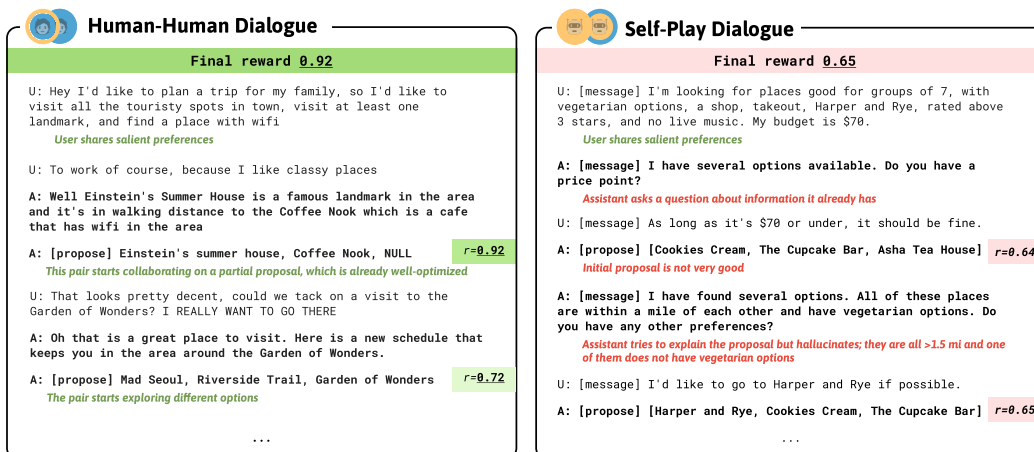 Human-Human Dialogue
Final reward 0.92
U: Hey I'd like to plan a trip for my family, so I'd like to
visit all the touristy spots in town, visit at least one
landmark, and find a place with wifi
User shares salient preferences
U: To work of course, because I like classy places
A: Well Einstein's Summer House is a famous landmark in the area
and it's in walking distance to the Coffee Nook which is a cafe
that has wifi in the area
A: [propose] Einstein's summer house, Coffee Nook, NULL
r=0.92
This pair starts collaborating on a partial proposal, which is already well-optimized
U: That looks pretty decent, could we tack on a visit to the
Garden of Wonders? I REALLY WANT TO GO THERE
A: Oh that is a great place to visit. Here is a new schedule that
keeps you in the area around the Garden of Wonders.
A: [propose] Mad Seoul, Riverside Trail, Garden of Wonders
r=0.72
The pair starts exploring different options
...
Self-Play Dialogue
Final reward 0.65
U: [message] I'm looking for places good for groups of 7, with
vegetarian options, a shop, takeout, Harper and Rye, rated above
3 stars, and no live music. My budget is $70.
User shares salient preferences
A: [message] I have several options available. Do you have a
price point?
Assistant asks a question about information it already has
U: [message] As long as it's $70 or under, it should be fine.
A: [propose] [Cookies Cream, The Cupcake Bar, Asha Tea House]
r=0.64
Initial proposal is not very good
A: [message] I have found several options. All of these places
are within a mile of each other and have vegetarian options. Do
you have any other preferences?
Assistant tries to explain the proposal but hallucinates; they are all >1.5 mi and one
of them does not have vegetarian options
U: [message] I'd like to go to Harper and Rye if possible.
A: [propose] [Harper and Rye, Cookies Cream, The Cupcake Bar]
r=0.65
...